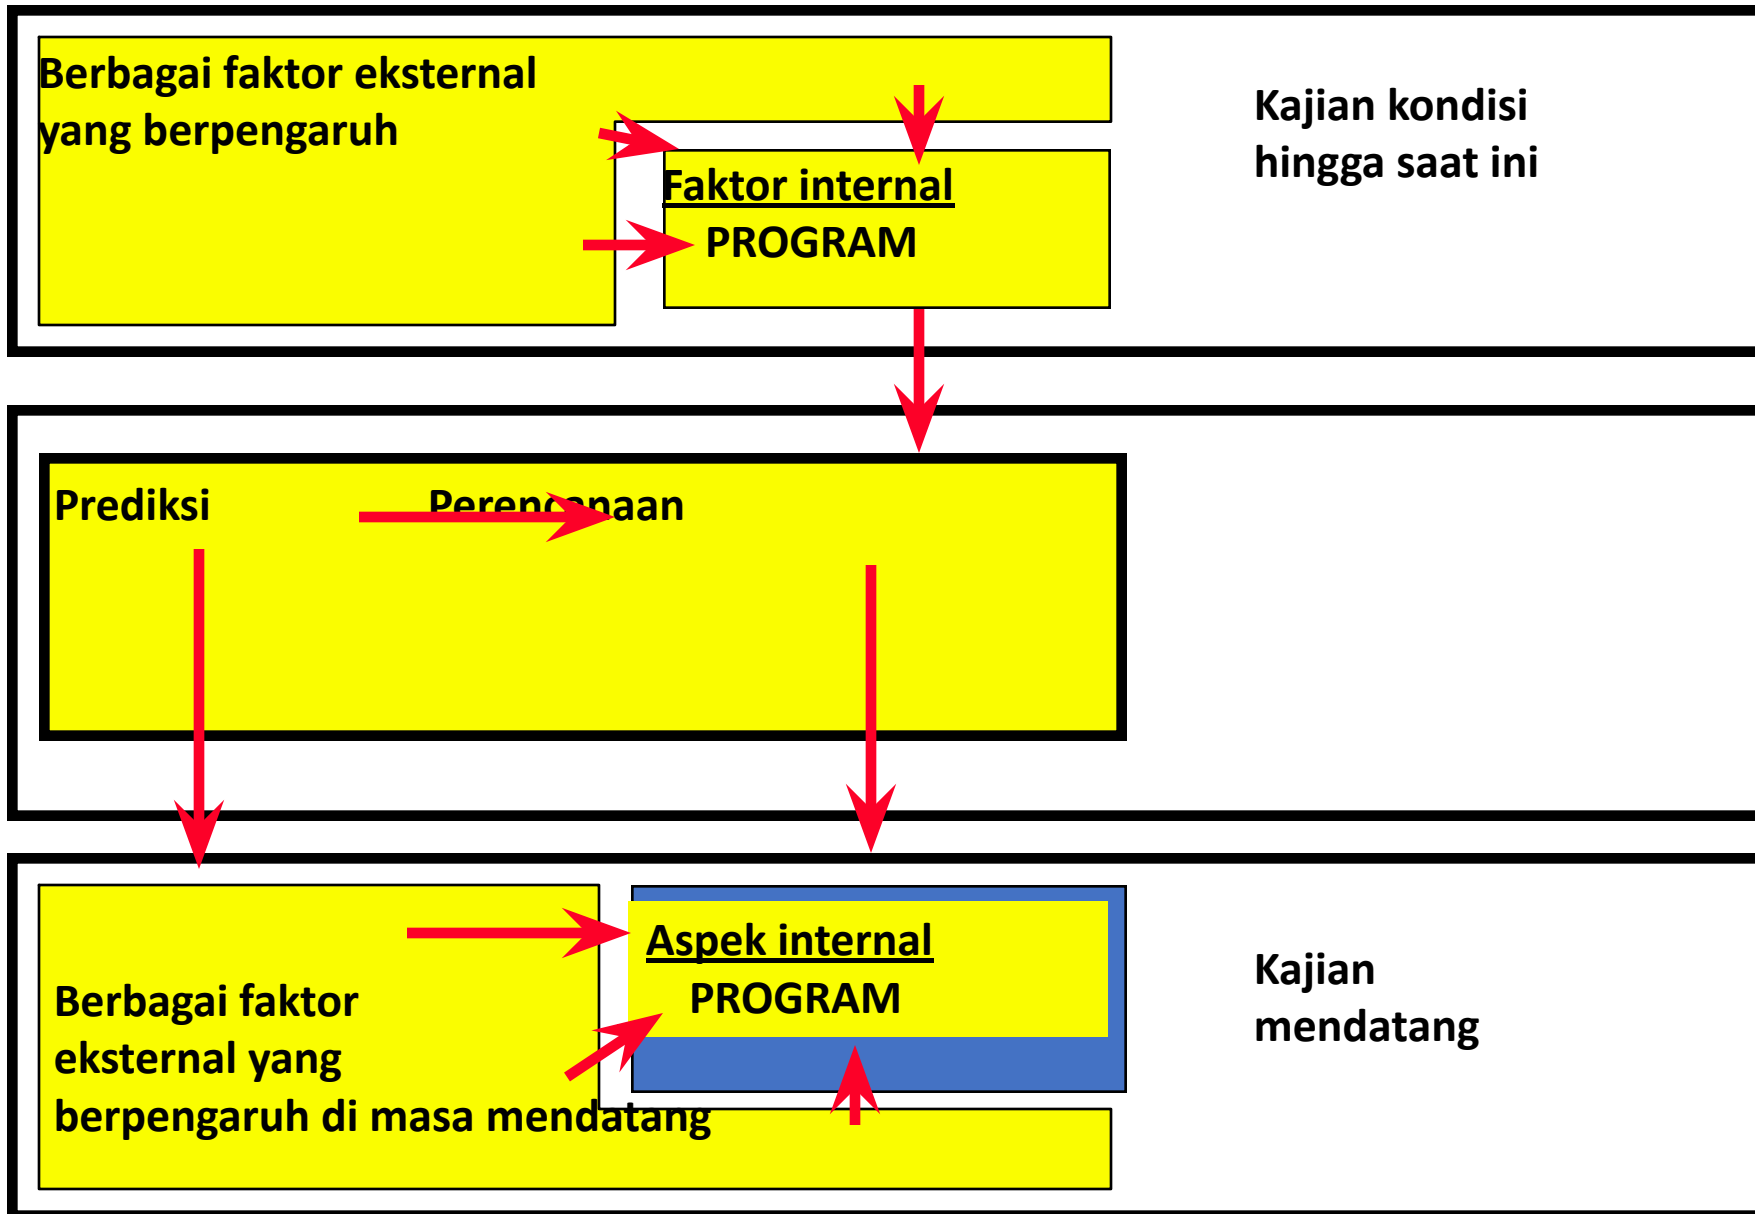 Berbagai faktor eksternal
yang berpengaruh
Kajian kondisi
hingga saat ini
Faktor internal
PROGRAM
Prediksi
Perencanaan
Aspek internal
PROGRAM
Berbagai faktor
eksternal yang
berpengaruh di masa mendatang
Kajian
mendatang